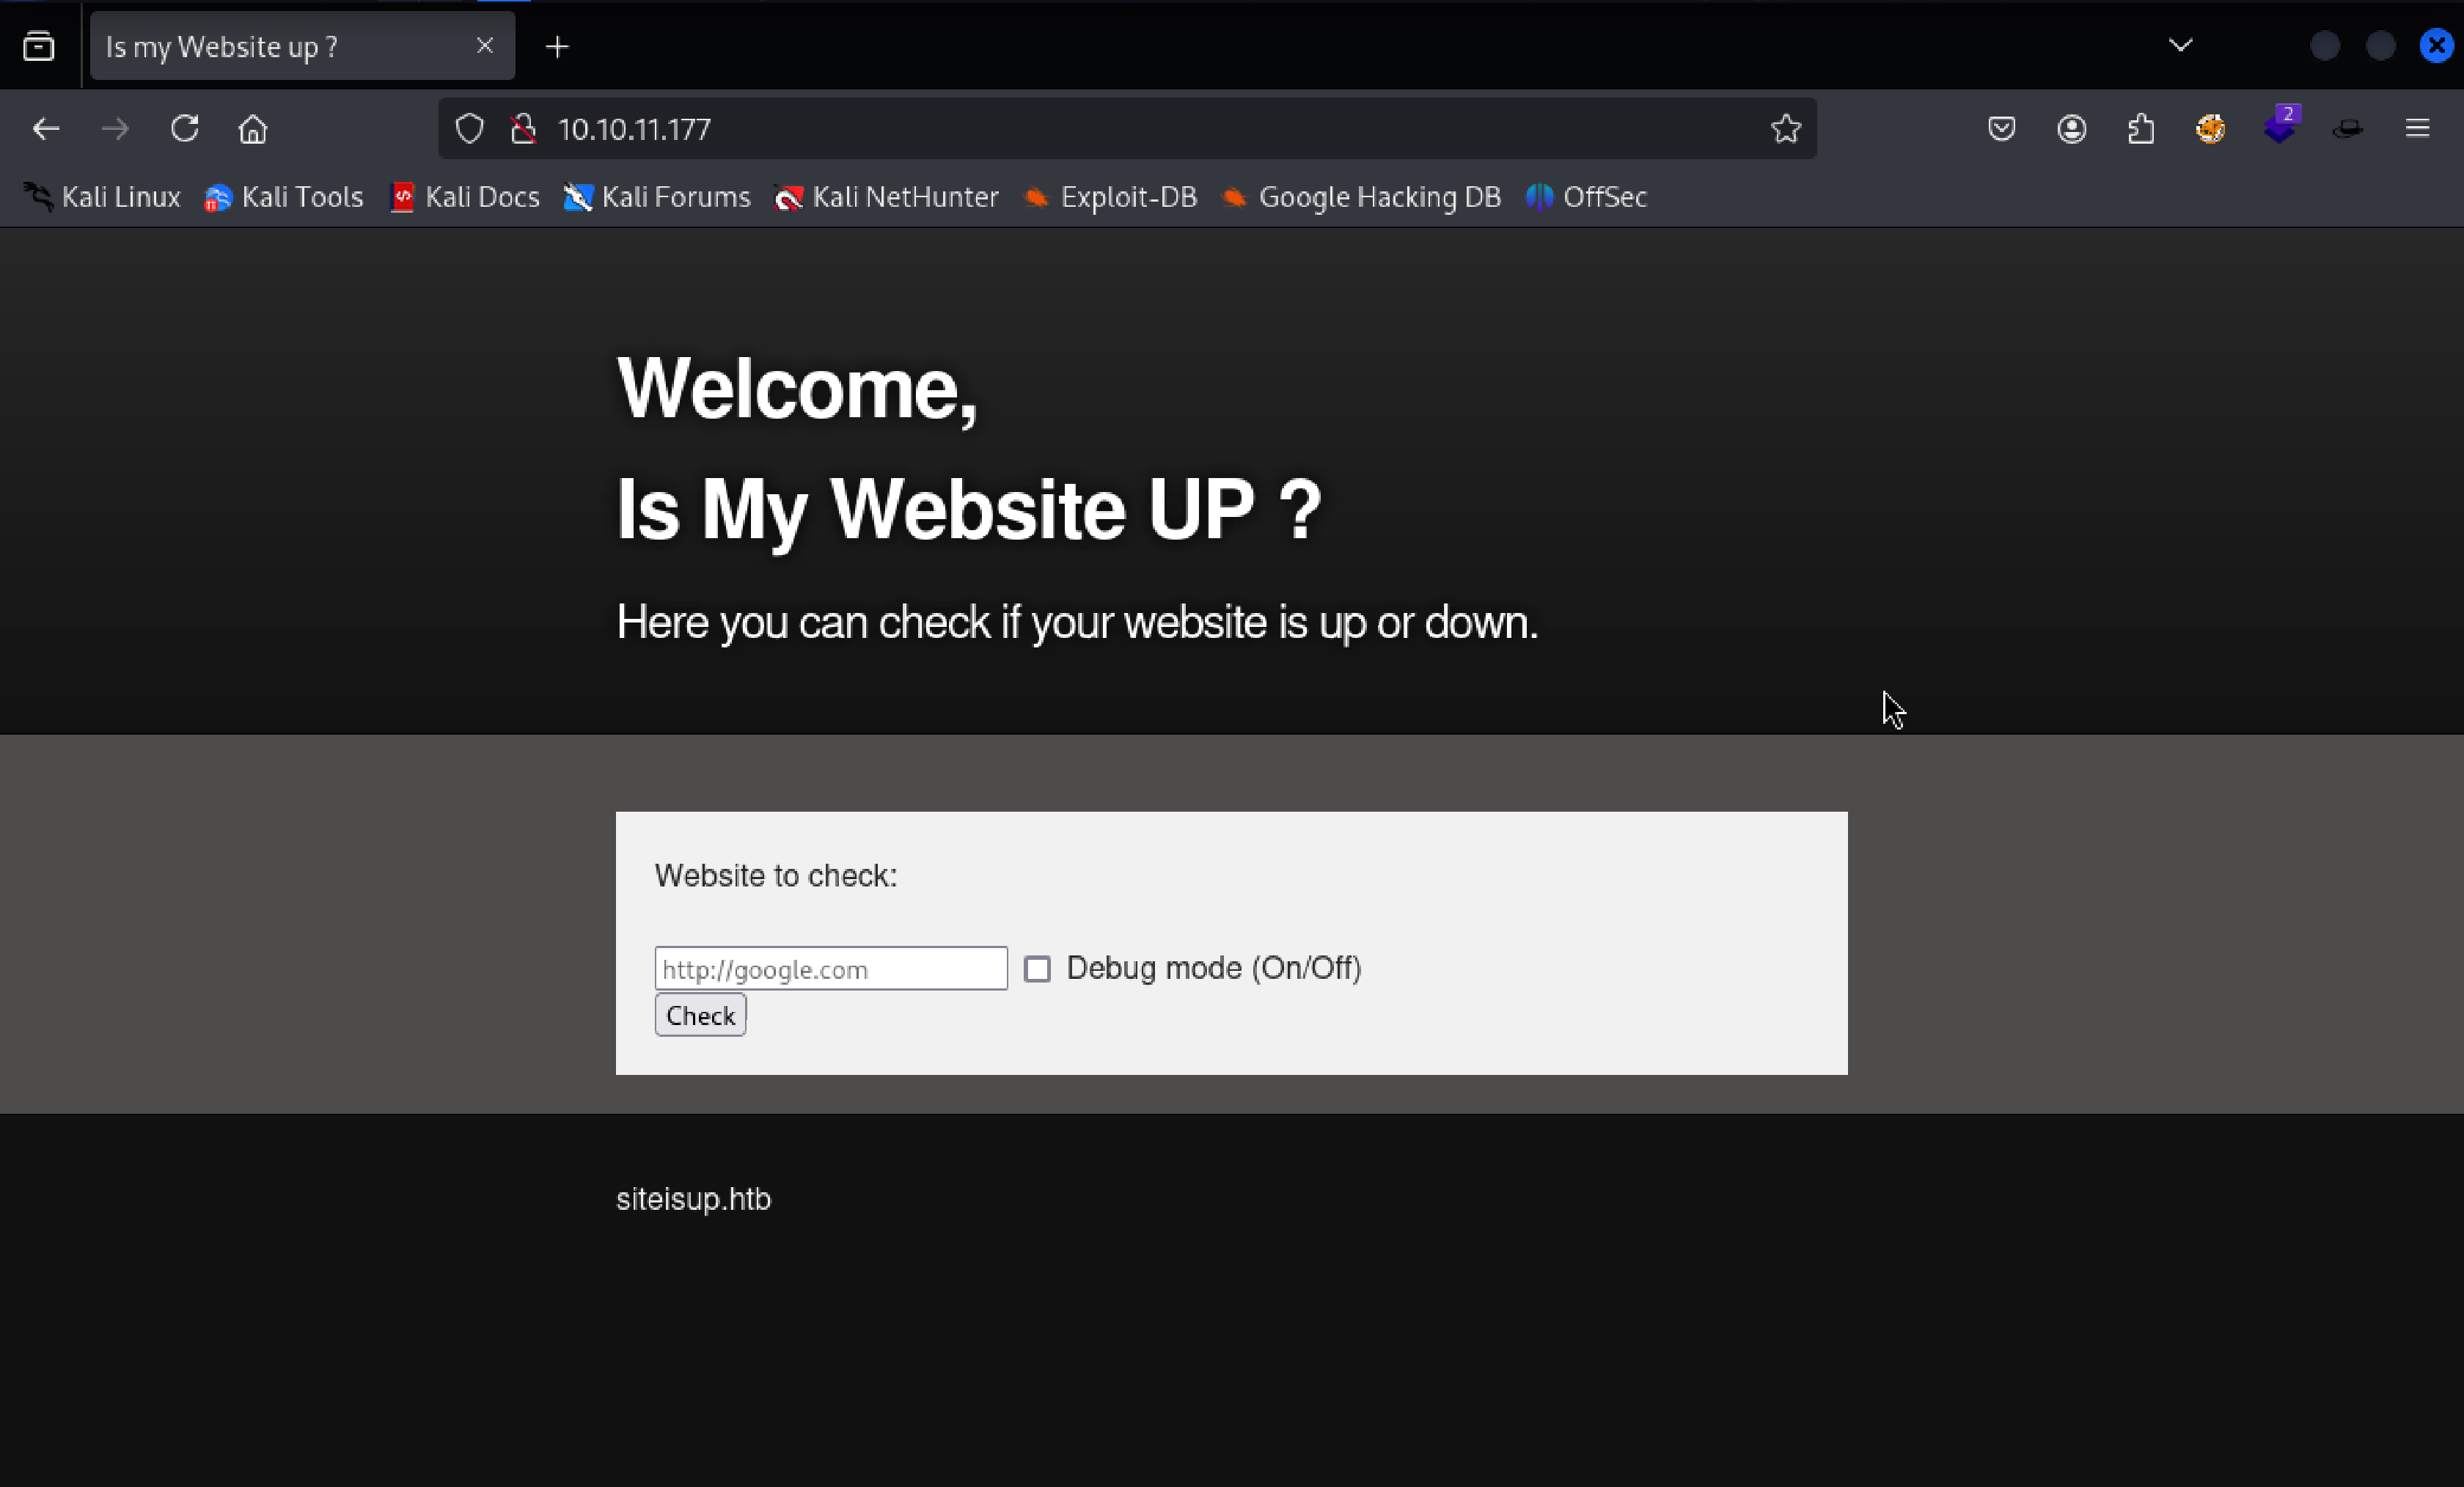 Is my Website up ?
10.10.11.177
2
Kali Linux Kali Tools Kali Docs Kali Forums Kali NetHunter Exploit-DB Google Hacking DB OffSec
Welcome,
Is My Website UP ?
Here you can check if your website is up or down.
Website to check:
http://google.com Debug mode (On/Off)
Check
siteisup.htb